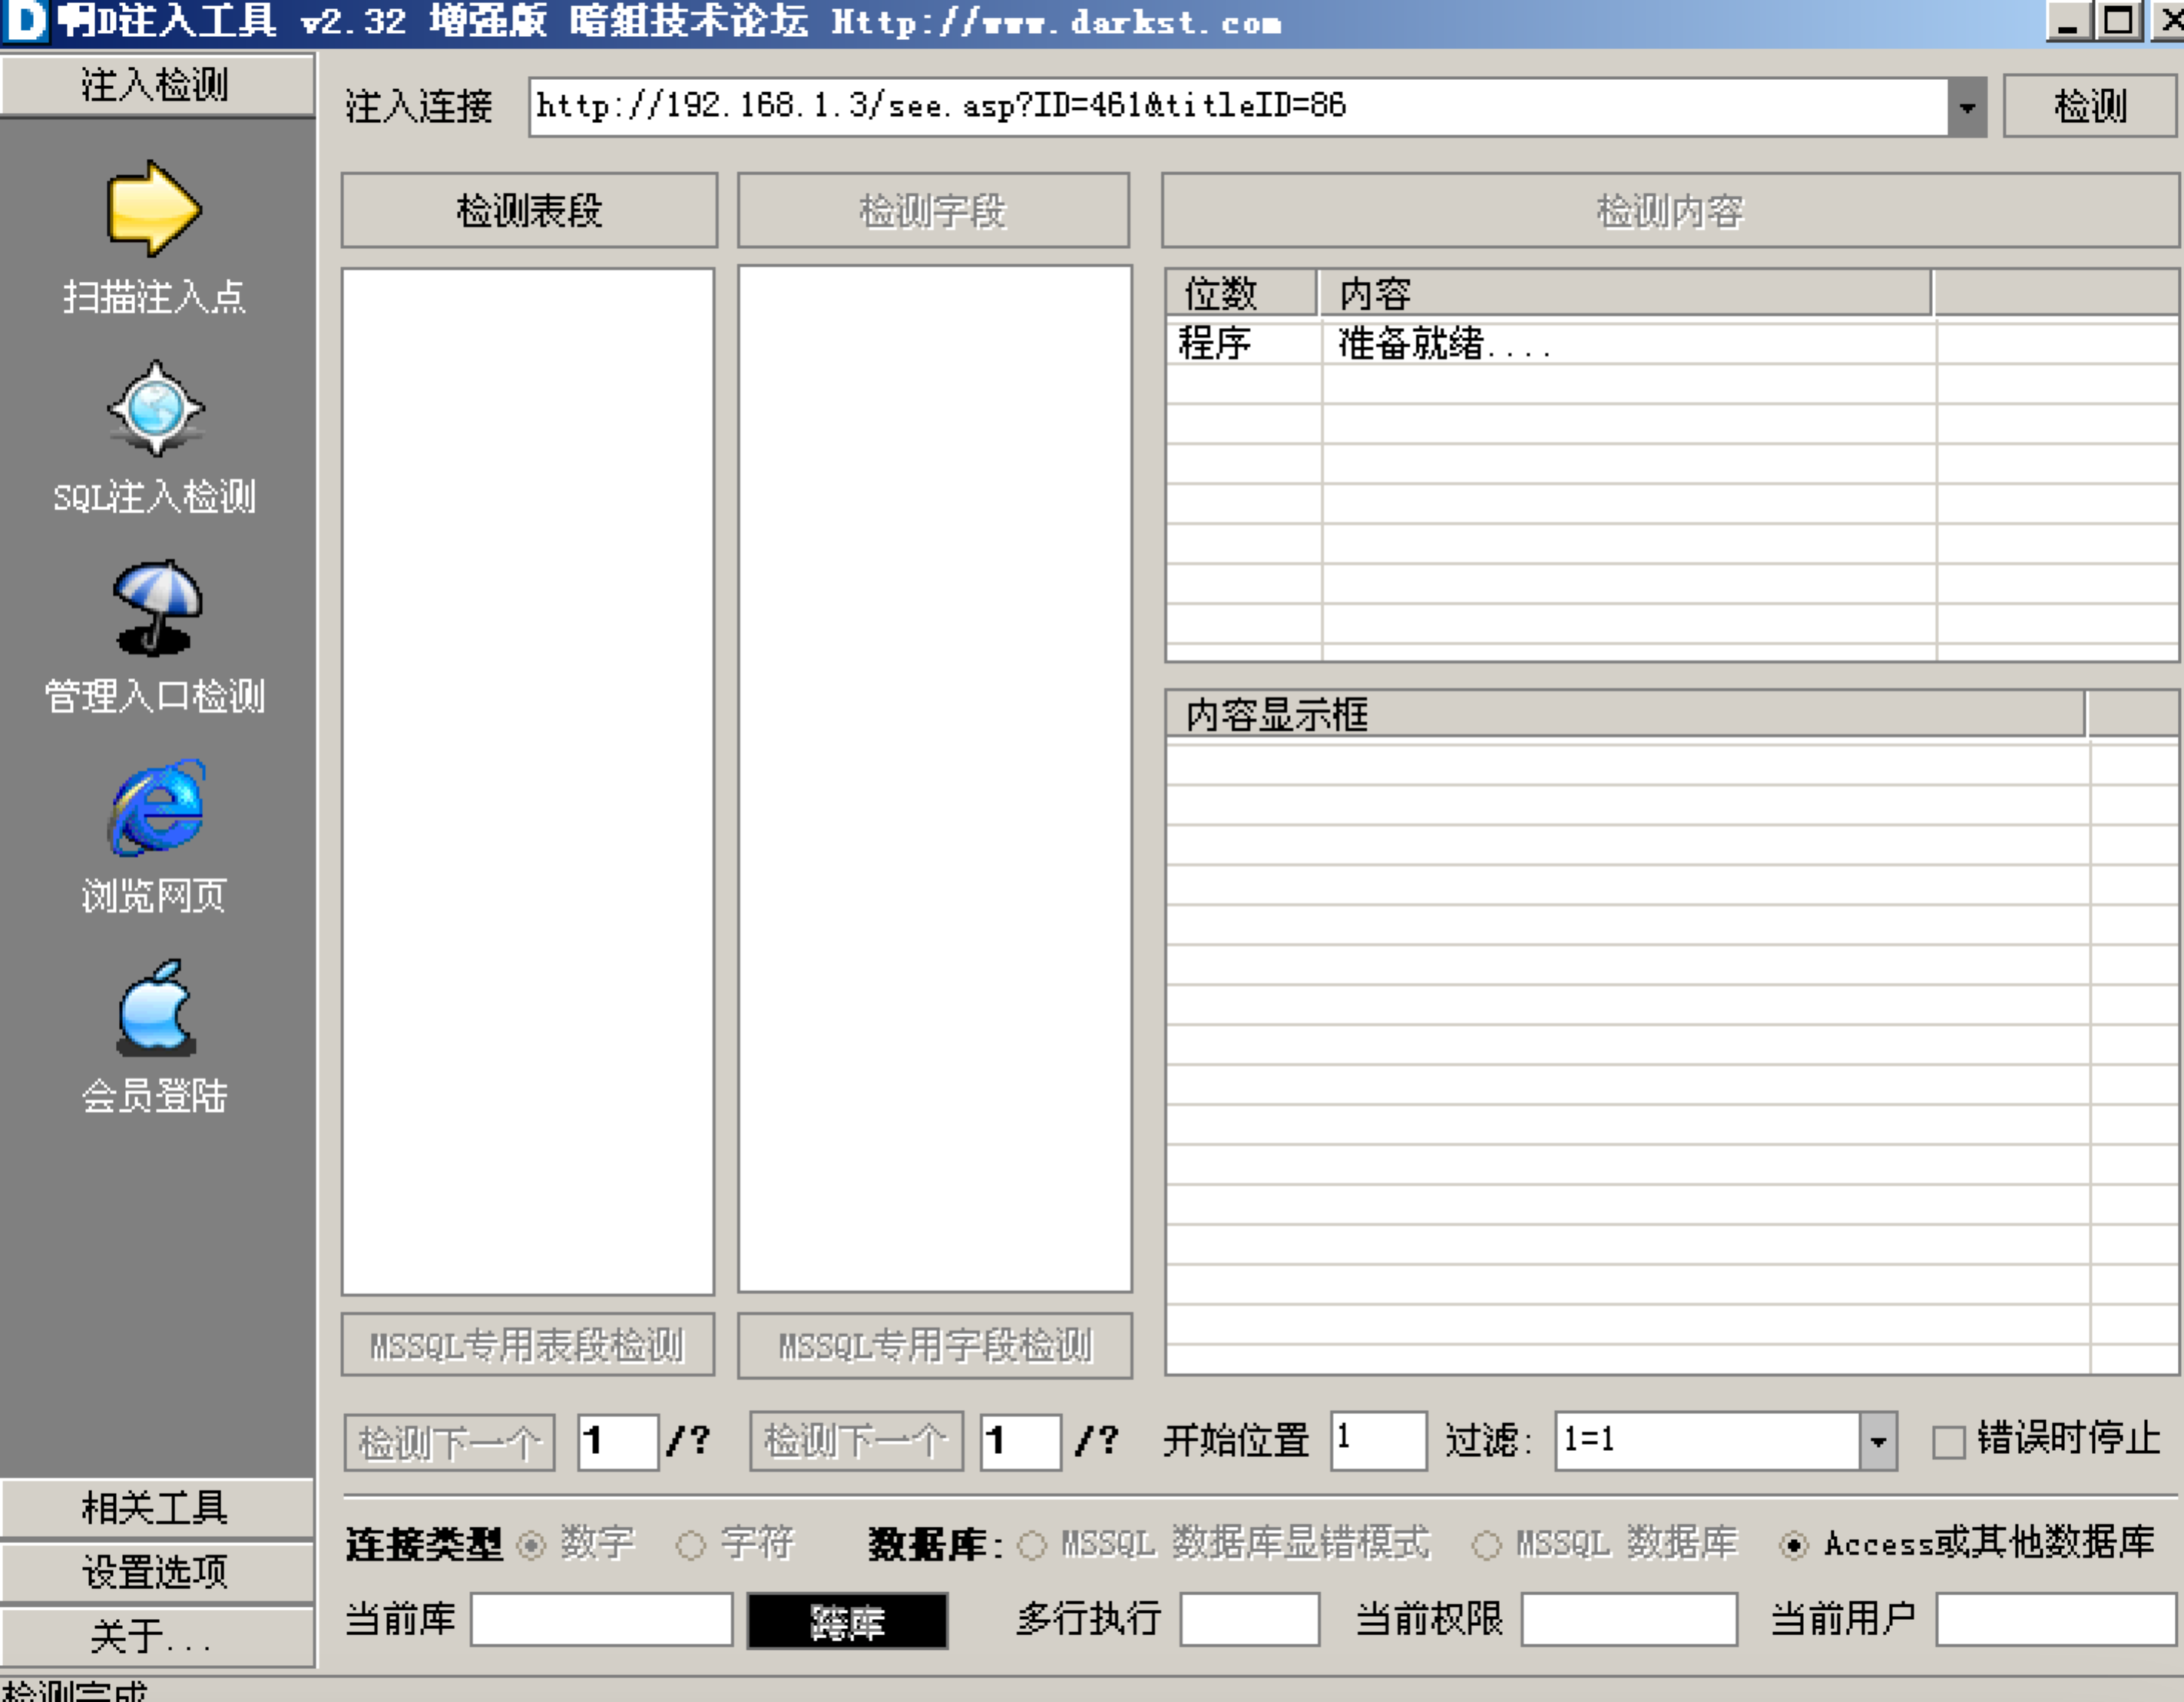 明D注入工具 v2.32 增强版 暗组技术论坛 Http://www.darkst.com
注入检测
注入连接 http://192.168.1.3/see.asp?ID=461&titleID=86 检测
检测表段 检测字段 检测内容
扫描注入点
SQL注入检测
管理入口检测
浏览网页
会员登陆
位数 内容
程序 准备就绪....
内容显示框
MSSQL专用表段检测 MSSQL专用字段检测
检测下一个 1 /? 检测下一个 1 /? 开始位置 1 过滤: 1=1 错误时停止
相关工具
设置选项
关于...
连接类型 数字 字符 数据库: MSSQL 数据库显错模式 MSSQL 数据库 Access或其他数据库
当前库 跨库 多行执行 当前权限 当前用户
检测完成